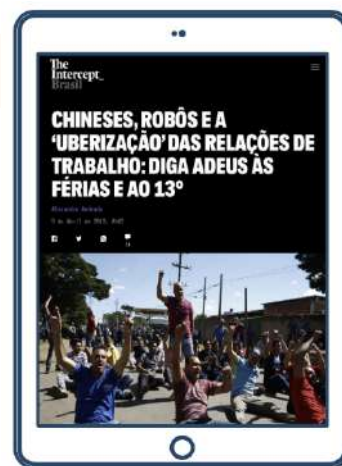 The
Intercept_
Brasil
CHINESES, ROBÔS E A
‘UBERIZAÇÃO’ DAS RELAÇÕES DE
TRABALHO: DIGA ADEUS ÀS
FÉRIAS E AO 13º